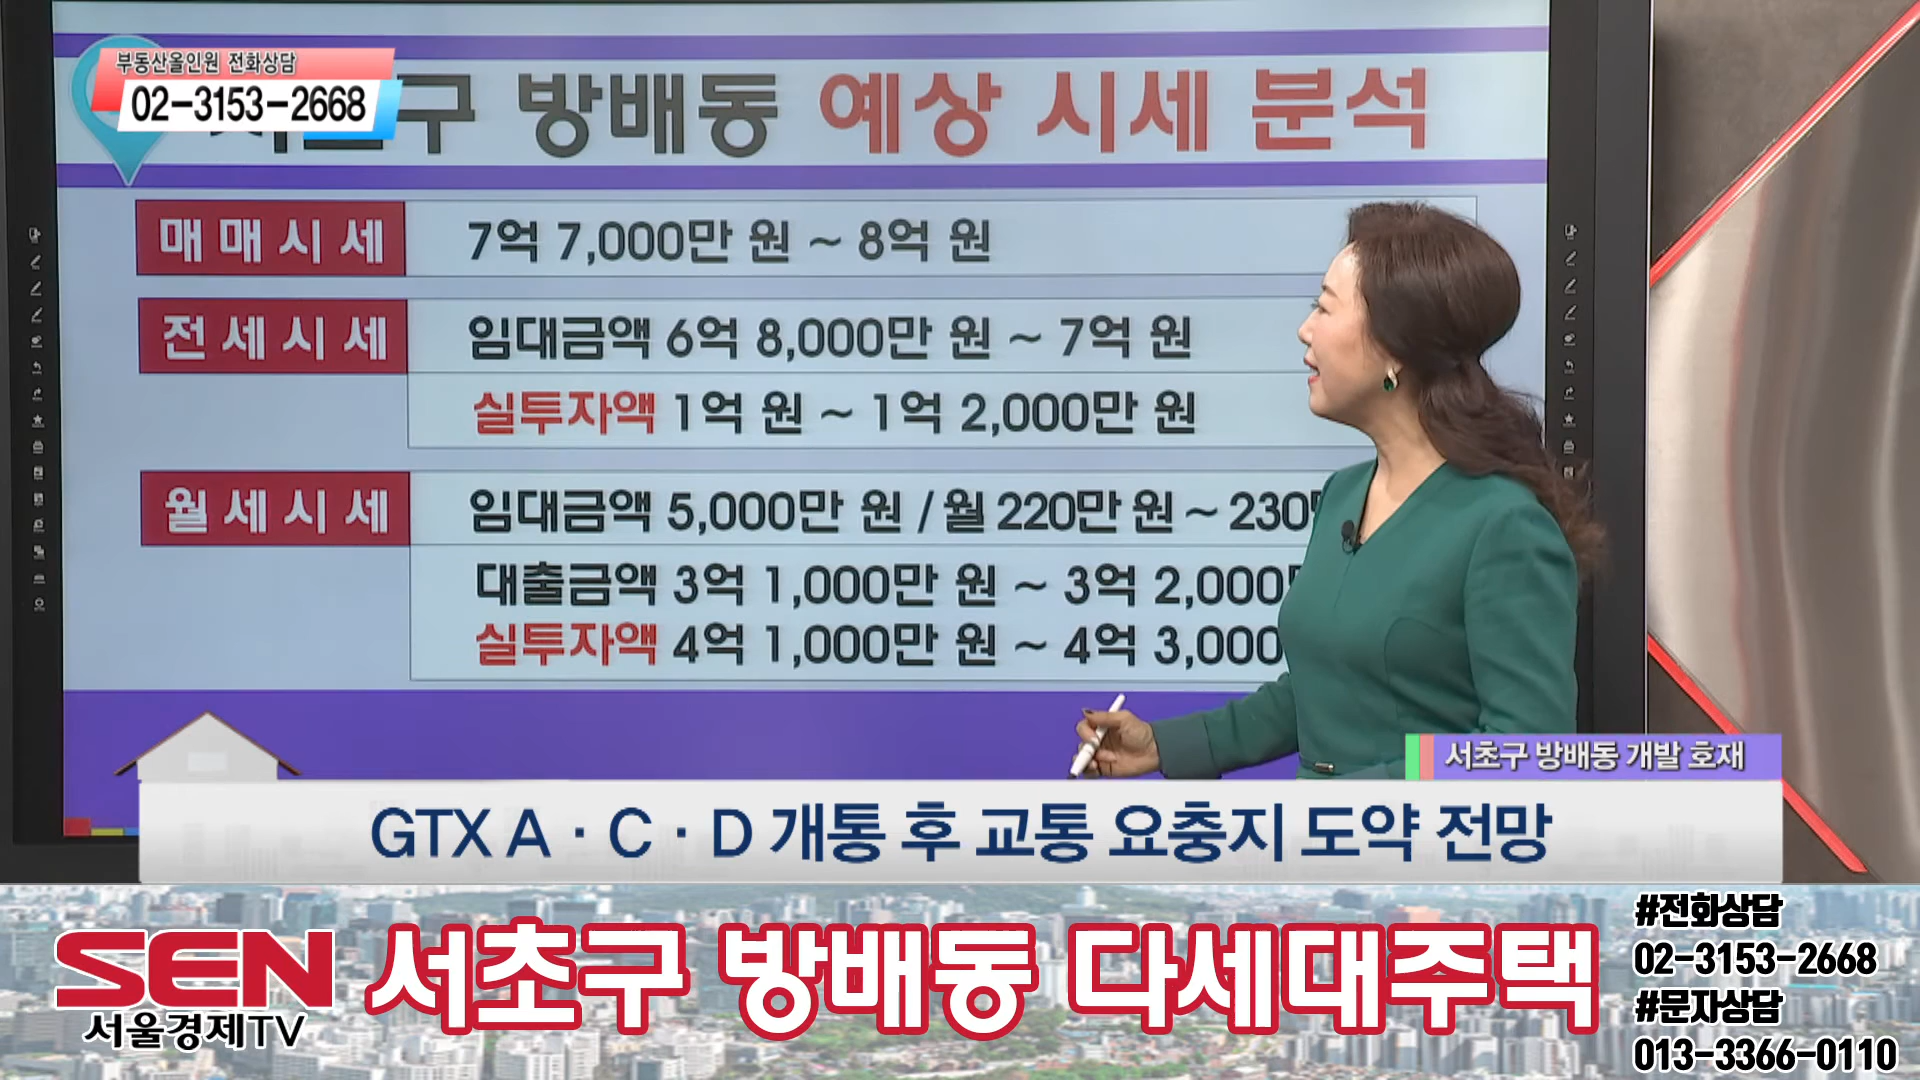 부동산올인원 전화상담
02-3153-2668
구 방배동 예상 시세 분석
매매시세
7억 7,000만 원 ~ 8억 원
전세시세
임대금액 6억 8,000만 원 ~ 7억 원
실투자액 1억 원 ~ 1억 2,000만 원
월세시세
임대금액 5,000만 원 / 월 220만 원 ~ 230
대출금액 3억 1,000만 원 ~ 3억 2,000
실투자액 4억 1,000만 원 ~ 4억 3,000
서초구 방배동 개발 호재
GTX A · C · D 개통 후 교통 요충지 도약 전망
SEN
서울경제TV
서초구 방배동 다세대주택
#전화상담
02-3153-2668
#문자상담
013-3366-0110